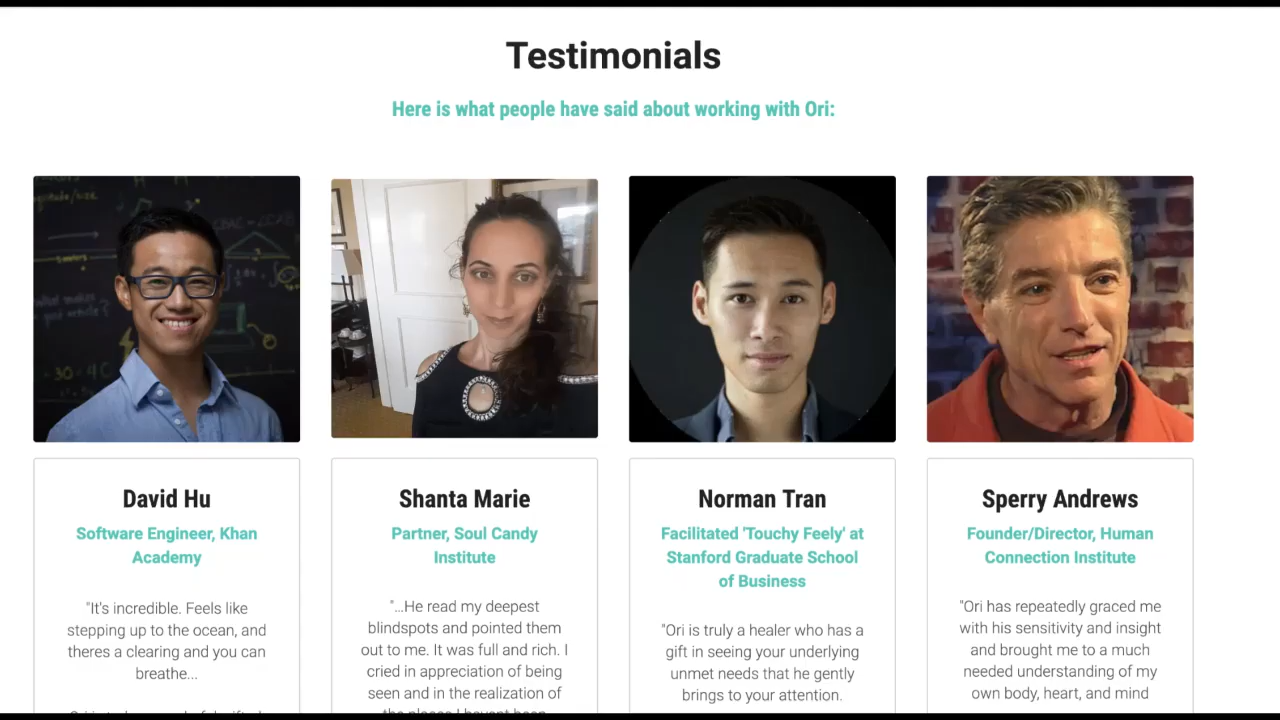 Testimonials
Here is what people have said about working with Ori:
David Hu
Software Engineer, Khan
Academy
"It's incredible. Feels like
stepping up to the ocean, and
theres a clearing and you can
breathe...
Shanta Marie
Partner, Soul Candy
Institute
"...He read my deepest
blindspots and pointed them
out to me. It was full and rich. I
cried in appreciation of being
seen and in the realization of
the places I havent been
Norman Tran
Facilitated 'Touchy Feely' at
Stanford Graduate School
of Business
"Ori is truly a healer who has a
gift in seeing your underlying
unmet needs that he gently
brings to your attention.
Sperry Andrews
Founder/Director, Human
Connection Institute
"Ori has repeatedly graced me
with his sensitivity and insight
and brought me to a much
needed understanding of my
own body, heart, and mind